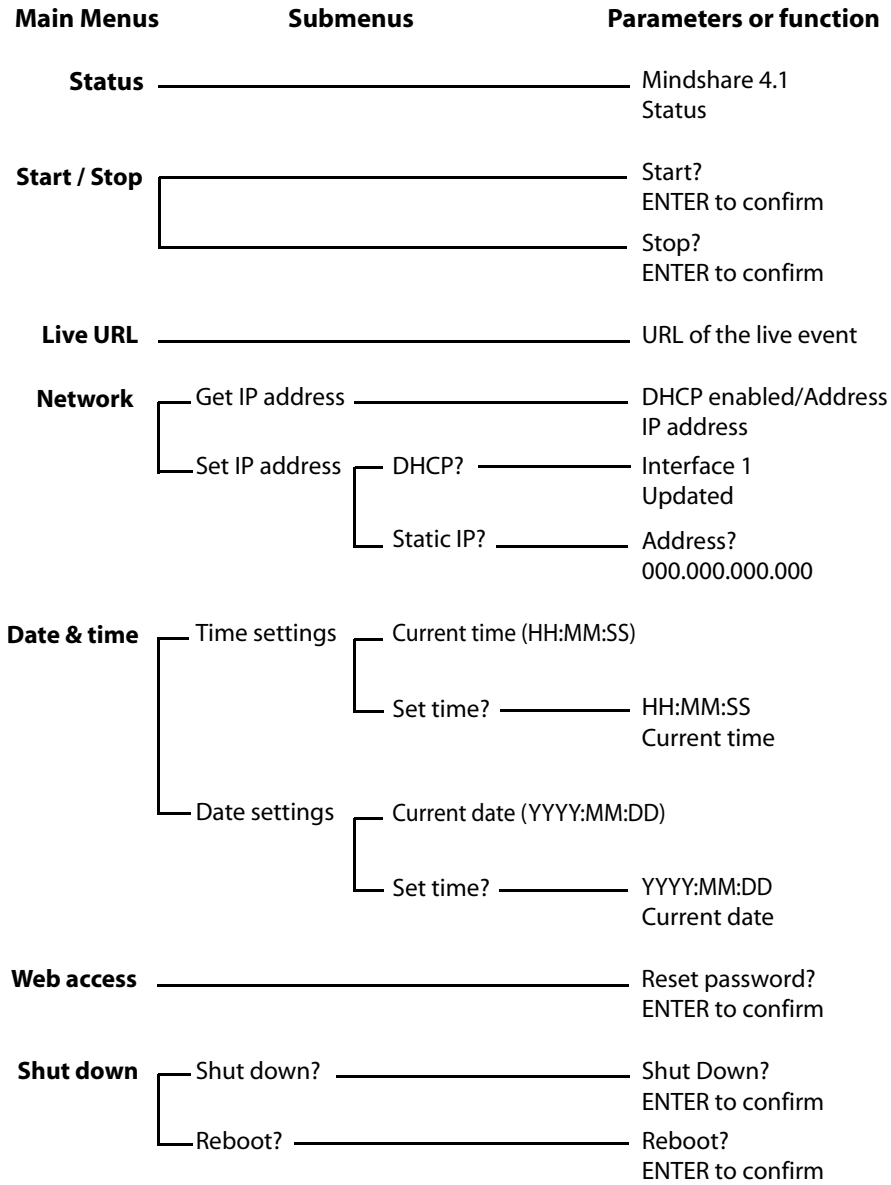 Main Menus Submenus Parameters or function
Status Mindshare 4.1
Status
Start / Stop Start?
ENTER to confirm
Stop?
ENTER to confirm
Live URL URL of the live event
Network Get IP address DHCP enabled/Address
IP address
Set IP address DHCP? Interface 1
Updated
Static IP? Address?
000.000.000.000
Date & time Time settings Current time (HH:MM:SS)
Set time? HH:MM:SS
Current time
Date settings Current date (YYYY:MM:DD)
Set time? YYYY:MM:DD
Current date
Web access Reset password?
ENTER to confirm
Shut down Shut down? Shut Down?
ENTER to confirm
Reboot? Reboot?
ENTER to confirm